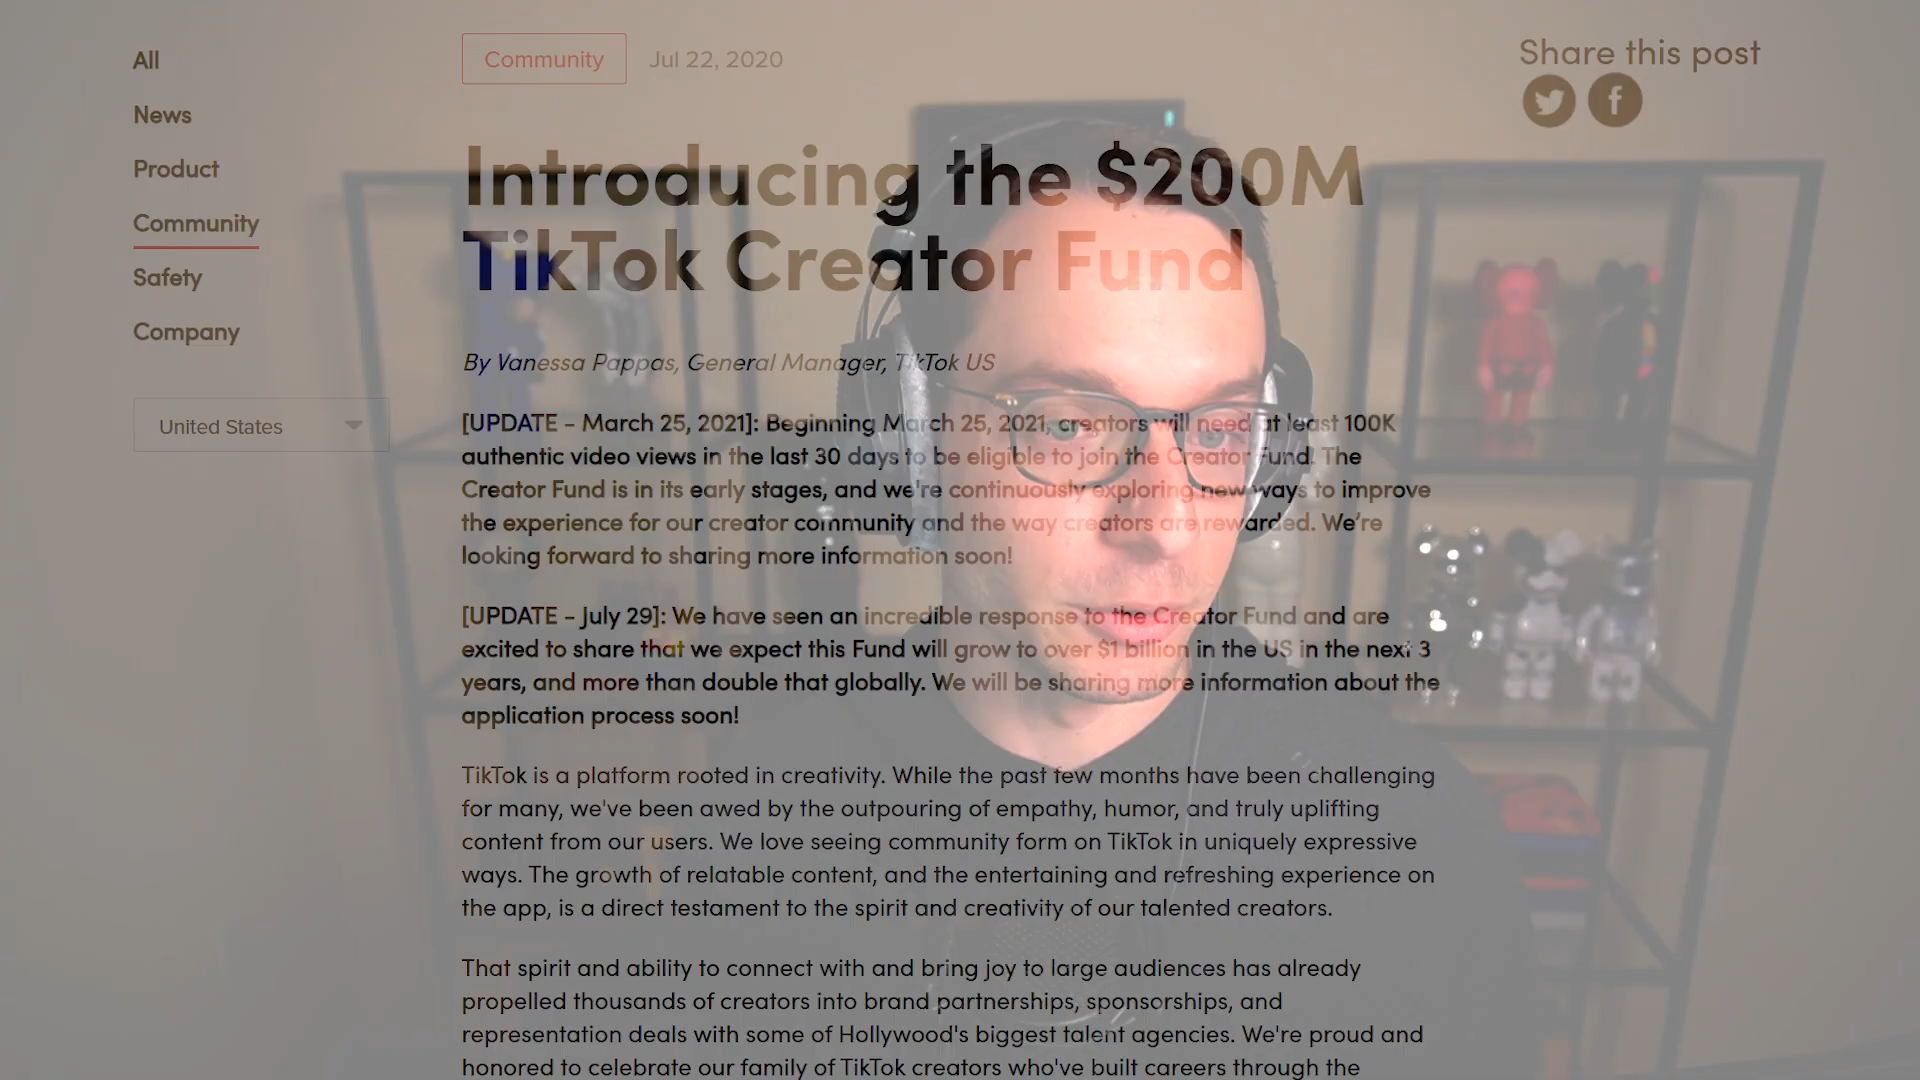 All
News
Product
Community
Safety
Company
United States
Community Jul 22, 2020
Share this post
Introducing the $200M
TikTok Creator Fund
By Vanessa Pappas, General Manager, TikTok US
[UPDATE - March 25, 2021]: Beginning March 25, 2021, creators will need at least 100K
authentic video views in the last 30 days to be eligible to join the Creator Fund! The
Creator Fund is in its early stages, and we're continuously exploring new ways to improve
the experience for our creator community and the way creators are rewarded. We're
looking forward to sharing more information soon!
[UPDATE - July 29]: We have seen an incredible response to the Creator Fund and are
excited to share that we expect this Fund will grow to over $1 billion in the US in the next 3
years, and more than double that globally. We will be sharing more information about the
application process soon!
TikTok is a platform rooted in creativity. While the past few months have been challenging
for many, we've been awed by the outpouring of empathy, humor, and truly uplifting
content from our users. We love seeing community form on TikTok in uniquely expressive
ways. The growth of relatable content, and the entertaining and refreshing experience on
the app, is a direct testament to the spirit and creativity of our talented creators.
That spirit and ability to connect with and bring joy to large audiences has already
propelled thousands of creators into brand partnerships, sponsorships, and
representation deals with some of Hollywood's biggest talent agencies. We're proud and
honored to celebrate our family of TikTok creators who've built careers through the